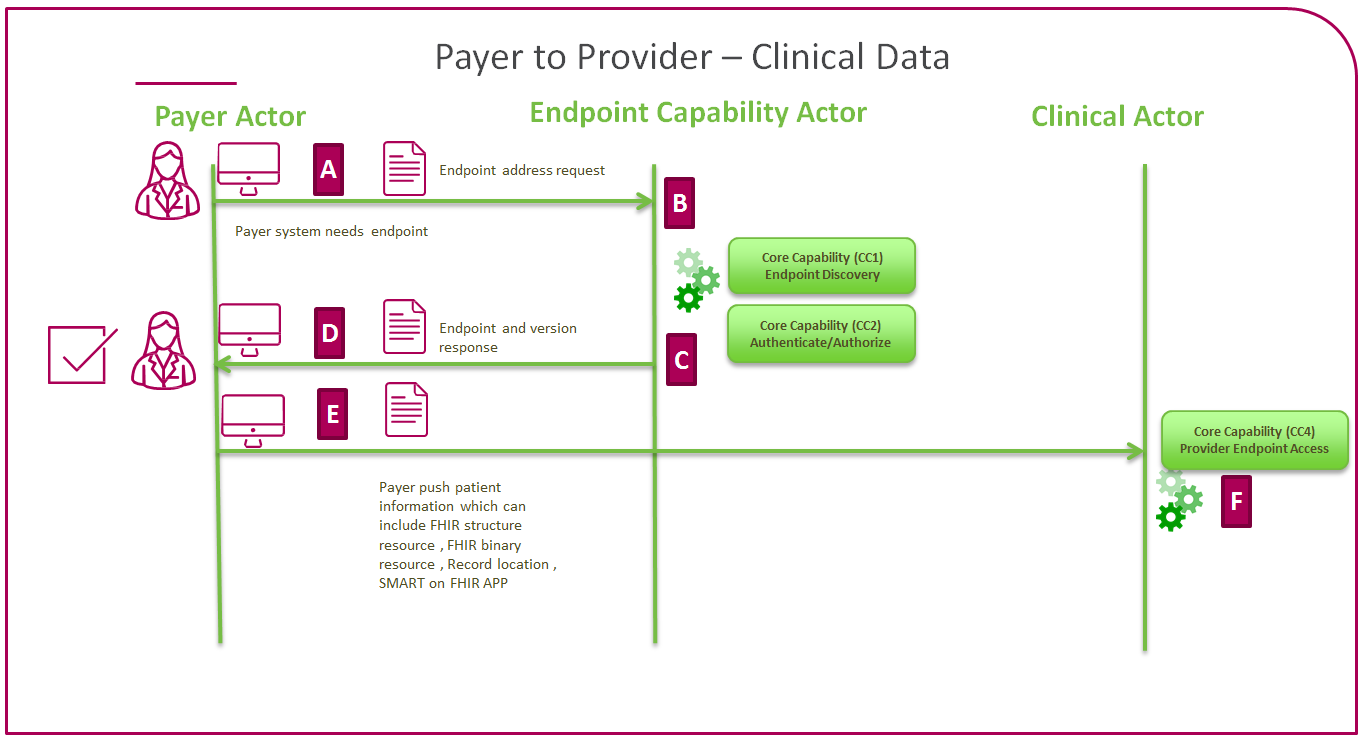 Payer to Provider – Clinical Data
Payer Actor
Endpoint Capability Actor
Clinical Actor
A
Endpoint address request
B
Payer system needs endpoint
Core Capability (CC1)
Endpoint Discovery
D
Endpoint and version
response
Core Capability (CC2)
Authenticate/Authorize
C
E
Core Capability (CC4)
Provider Endpoint Access
F
Payer push patient
information which can
include FHIR structure
resource , FHIR binary
resource , Record location ,
SMART on FHIR APP